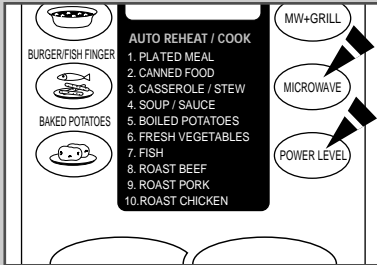 MW+GRILL
BURGER/FISH FINGER
BAKED POTATOES
AUTO REHEAT / COOK
1. PLATED MEAL
2. CANNED FOOD
3. CASSEROLE / STEW
4. SOUP / SAUCE
5. BOILED POTATOES
6. FRESH VEGETABLES
7. FISH
8. ROAST BEEF
9. ROAST PORK
10.ROAST CHICKEN
MICROWAVE
POWER LEVEL